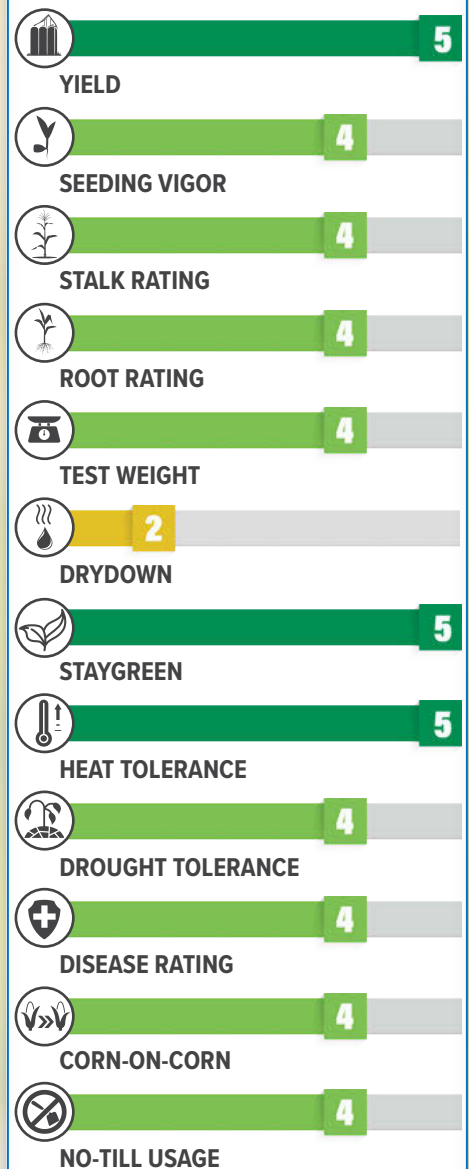 5
YIELD
4
SEEDING VIGOR
4
STALK RATING
4
ROOT RATING
4
TEST WEIGHT
2
DRYDOWN
5
STAYGREEN
5
HEAT TOLERANCE
4
DROUGHT TOLERANCE
4
DISEASE RATING
4
CORN-ON-CORN
4
NO-TILL USAGE